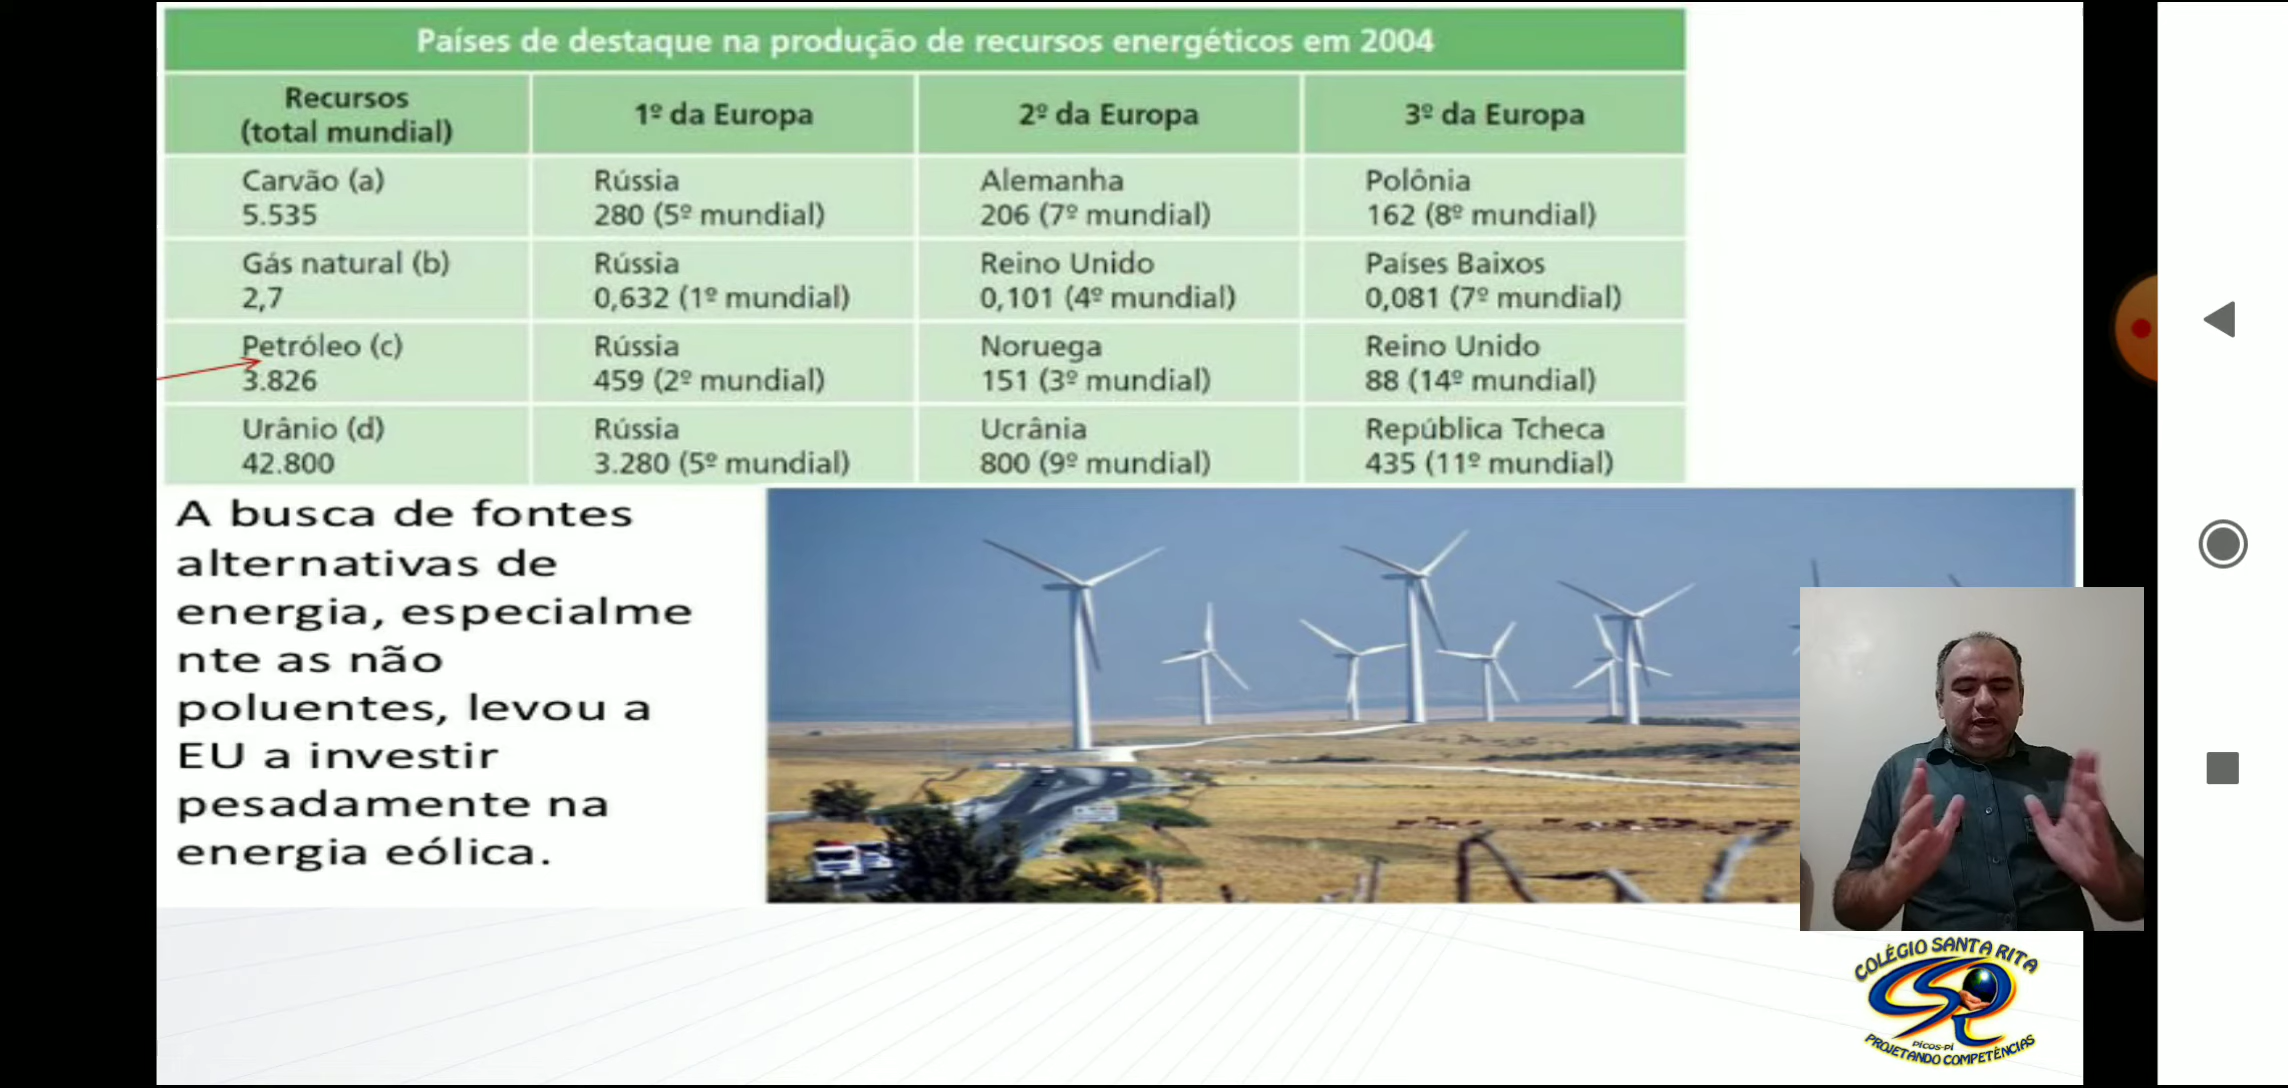 Países de destaque na produção de recursos energéticos em 2004
Recursos
(total mundial)
1º da Europa
2º da Europa
3º da Europa
Carvão (a)
5.535
Rússia
280 (5º mundial)
Alemanha
206 (7º mundial)
Polônia
162 (8º mundial)
Gás natural (b)
2,7
Rússia
0,632 (1º mundial)
Reino Unido
0,101 (4º mundial)
Países Baixos
0,081 (7º mundial)
Petróleo (c)
3.826
Rússia
459 (2º mundial)
Noruega
151 (3º mundial)
Reino Unido
88 (14º mundial)
Urânio (d)
42.800
Rússia
3.280 (5º mundial)
Ucrânia
800 (9º mundial)
República Tcheca
435 (11º mundial)
A busca de fontes
alternativas de
energia, especialme
nte as não
poluentes, levou a
EU a investir
pesadamente na
energia eólica.
COLÉGIO SANTA RITA
CSR
PICOS-PI
PROJETANDO COMPETÊNCIAS